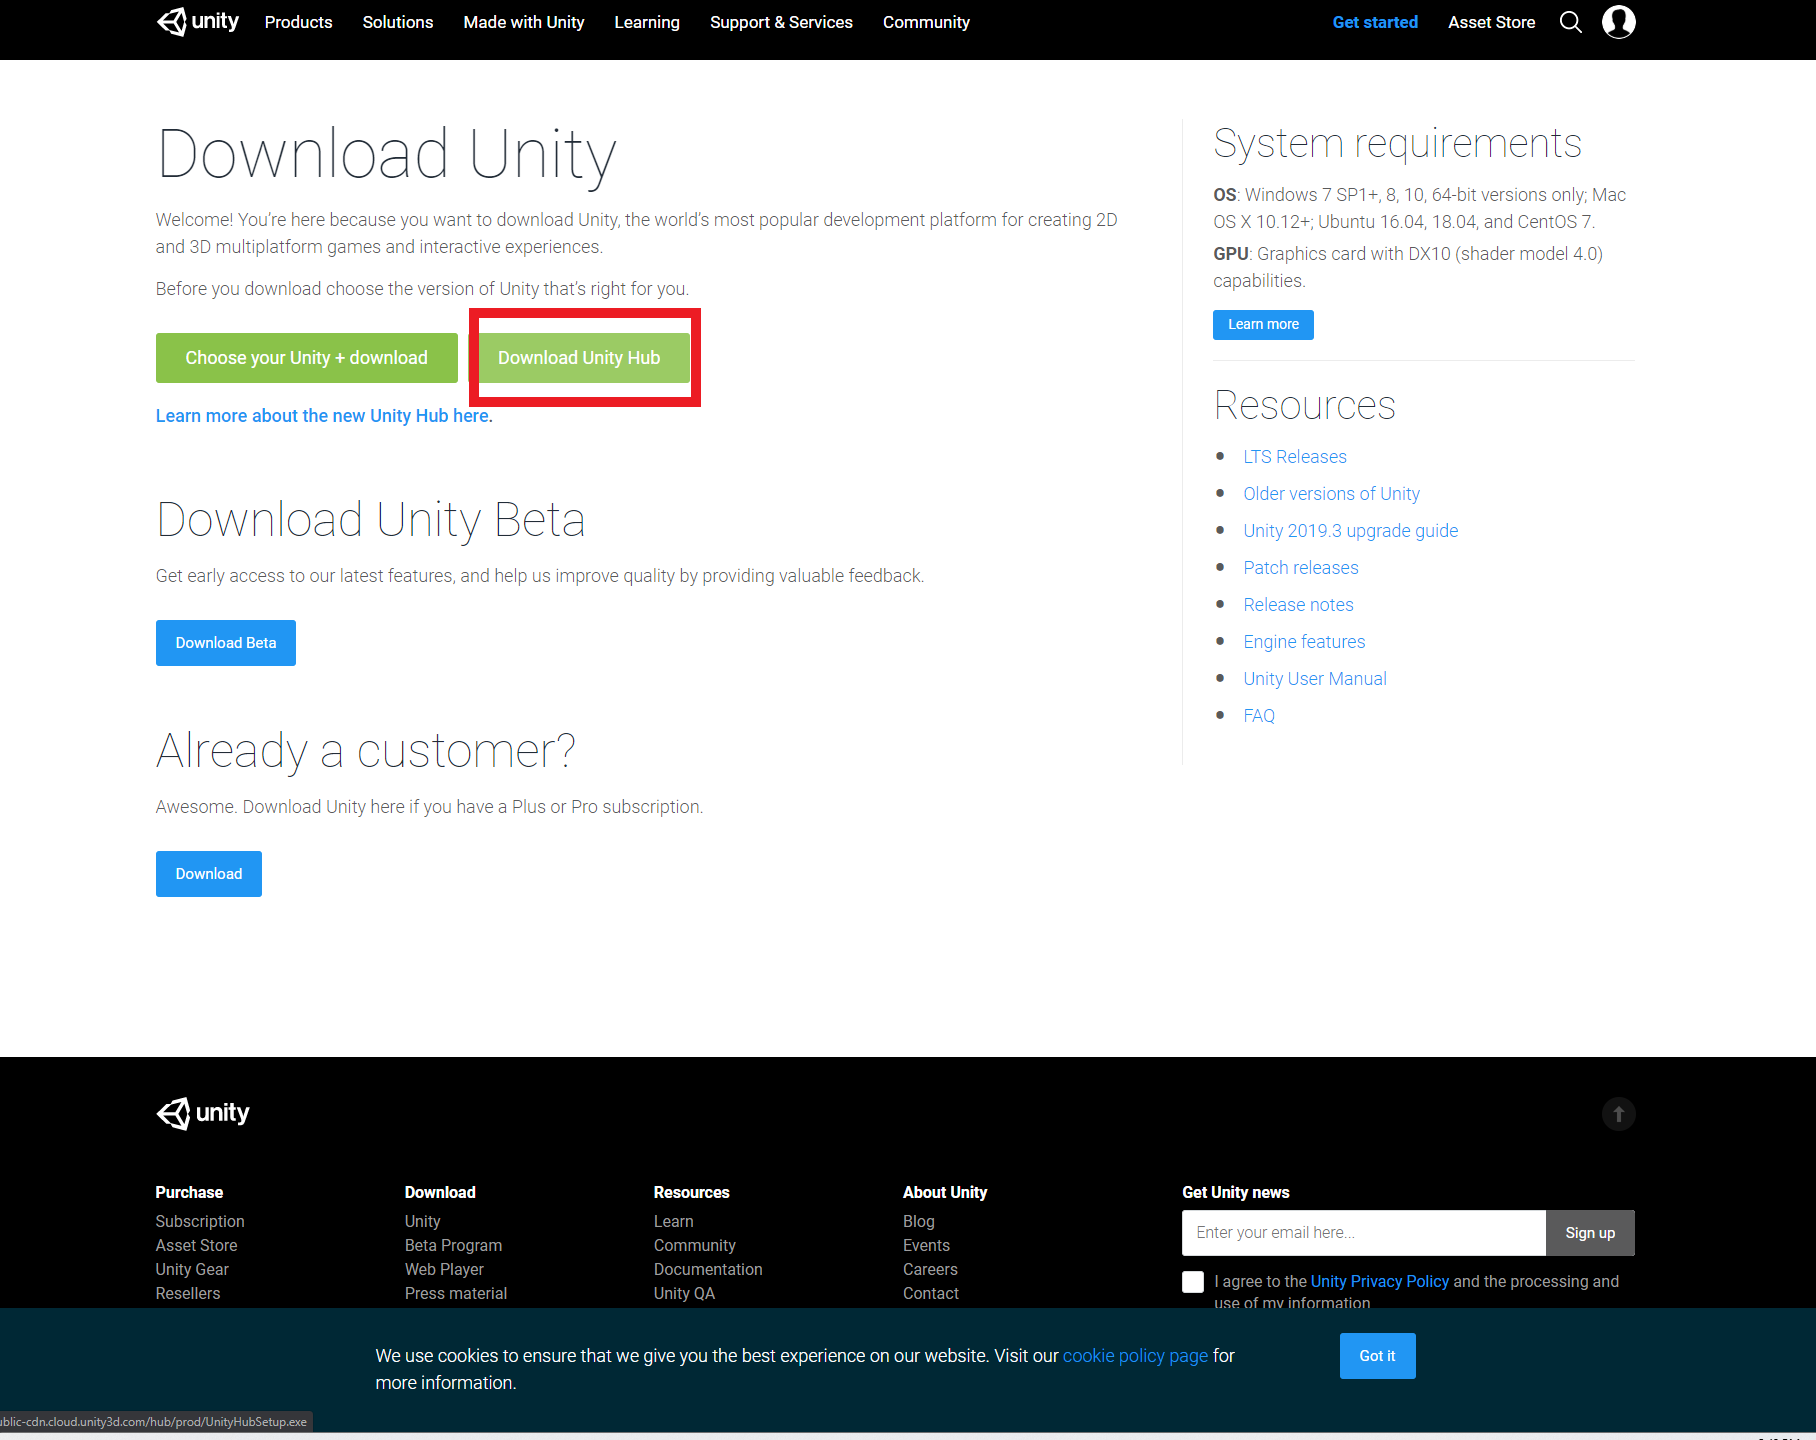 unity
Products
Solutions
Made with Unity
Learning
Support & Services
Community
Get started
Asset Store
Download Unity
Welcome! You’re here because you want to download Unity, the world’s most popular development platform for creating 2D
and 3D multiplatform games and interactive experiences.
Before you download choose the version of Unity that’s right for you.
Choose your Unity + download
Download Unity Hub
Learn more about the new Unity Hub here.
Download Unity Beta
Get early access to our latest features, and help us improve quality by providing valuable feedback.
Download Beta
Already a customer?
Awesome. Download Unity here if you have a Plus or Pro subscription.
Download
System requirements
OS: Windows 7 SP1+, 8, 10, 64-bit versions only; Mac
OS X 10.12+; Ubuntu 16.04, 18.04, and CentOS 7.
GPU: Graphics card with DX10 (shader model 4.0)
capabilities.
Learn more
Resources
LTS Releases
Older versions of Unity
Unity 2019.3 upgrade guide
Patch releases
Release notes
Engine features
Unity User Manual
FAQ
unity
Purchase
Subscription
Asset Store
Unity Gear
Resellers
Download
Unity
Beta Program
Web Player
Press material
Resources
Learn
Community
Documentation
Unity QA
About Unity
Blog
Events
Careers
Contact
Get Unity news
Enter your email here...
Sign up
I agree to the Unity Privacy Policy and the processing and
use of my information
We use cookies to ensure that we give you the best experience on our website. Visit our cookie policy page for
more information.
Got it
ublic-cdn.cloud.unity3d.com/hub/prod/UnityHubSetup.exe